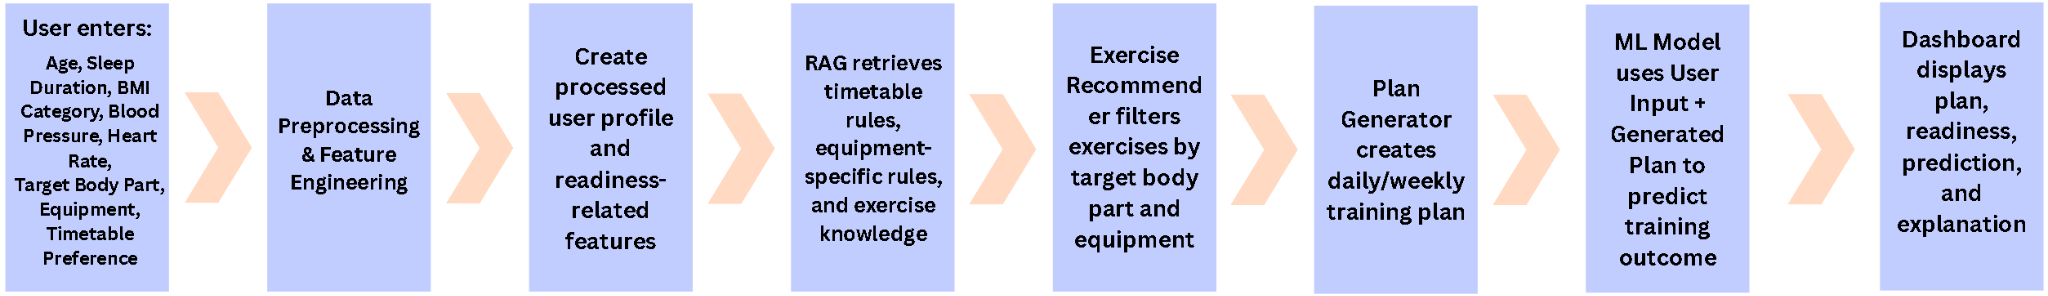 User enters:
Age, Sleep
Duration, BMI
Category, Blood
Pressure, Heart
Rate,
Target Body Part,
Equipment,
Timetable
Preference
Data
Preprocessing
& Feature
Engineering
Create
processed
user profile
and
readiness-
related
features
RAG retrieves
timetable
rules,
equipment-
specific rules,
and exercise
knowledge
Exercise
Recommend
er filters
exercises by
target body
part and
equipment
Plan
Generator
creates
daily/weekly
training plan
ML Model
uses User
Input +
Generated
Plan to
predict
training
outcome
Dashboard
displays
plan,
readiness,
prediction,
and
explanation